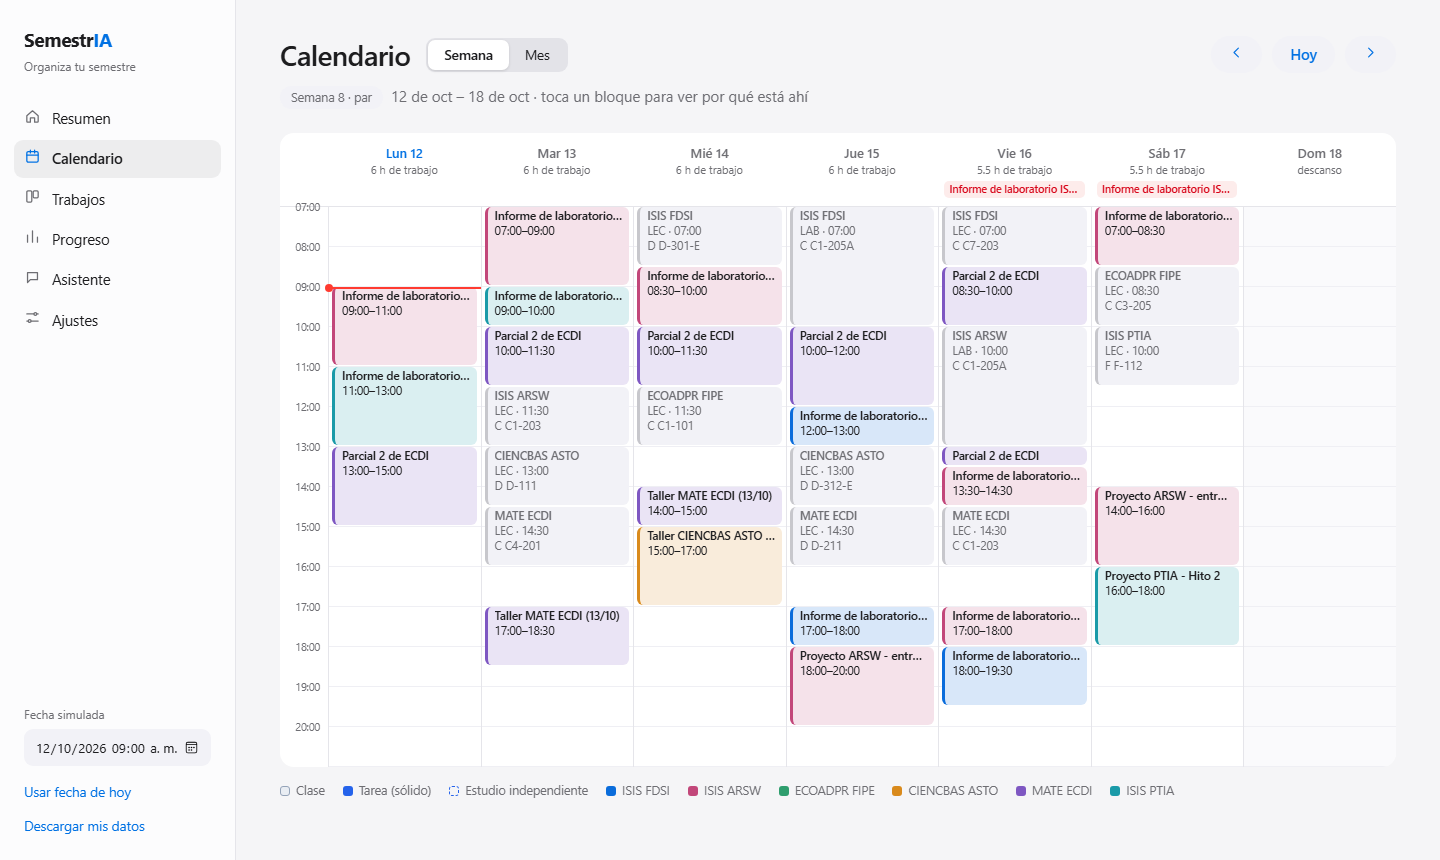 SemestrIA
Organiza tu semestre
Resumen
Calendario
Trabajos
Progreso
Asistente
Ajustes
Fecha simulada
12/10/2026 09:00 a. m.
Usar fecha de hoy
Descargar mis datos
Calendario
Semana
Mes
Hoy
Semana 8 · par
12 de oct – 18 de oct · toca un bloque para ver por qué está ahí
Lun 12
6 h de trabajo
Mar 13
6 h de trabajo
Mié 14
6 h de trabajo
Jue 15
6 h de trabajo
Vie 16
5.5 h de trabajo
Informe de laboratorio IS...
Sáb 17
5.5 h de trabajo
Informe de laboratorio IS...
Dom 18
descanso
07:00
08:00
09:00
10:00
11:00
12:00
13:00
14:00
15:00
16:00
17:00
18:00
19:00
20:00
Informe de laboratorio...
09:00–11:00
Informe de laboratorio...
11:00–13:00
Parcial 2 de ECDI
13:00–15:00
Informe de laboratorio...
07:00–09:00
Informe de laboratorio...
09:00–10:00
Parcial 2 de ECDI
10:00–11:30
ISIS ARSW
LEC · 11:30
C C1-203
CIENCBAS ASTO
LEC · 13:00
D D-111
MATE ECDI
LEC · 14:30
C C4-201
Taller MATE ECDI (13/10)
17:00–18:30
ISIS FDSI
LEC · 07:00
D D-301-E
Informe de laboratorio...
08:30–10:00
Parcial 2 de ECDI
10:00–11:30
ECOADPR FIPE
LEC · 11:30
C C1-101
Taller MATE ECDI (13/10)
14:00–15:00
Taller CIENCBAS ASTO ...
15:00–17:00
ISIS FDSI
LAB · 07:00
C C1-205A
Parcial 2 de ECDI
10:00–12:00
Informe de laboratorio...
12:00–13:00
CIENCBAS ASTO
LEC · 13:00
D D-312-E
MATE ECDI
LEC · 14:30
D D-211
Informe de laboratorio...
17:00–18:00
Proyecto ARSW - entr...
18:00–20:00
ISIS FDSI
LEC · 07:00
C C7-203
Parcial 2 de ECDI
08:30–10:00
ISIS ARSW
LAB · 10:00
C C1-205A
Parcial 2 de ECDI
Informe de laboratorio...
13:30–14:30
MATE ECDI
LEC · 14:30
C C1-203
Informe de laboratorio...
17:00–18:00
Informe de laboratorio...
18:00–19:30
Informe de laboratorio...
07:00–08:30
ECOADPR FIPE
LEC · 08:30
C C3-205
ISIS PTIA
LEC · 10:00
F F-112
Proyecto ARSW - entr...
14:00–16:00
Proyecto PTIA - Hito 2
16:00–18:00
Clase
Tarea (sólido)
Estudio independiente
ISIS FDSI
ISIS ARSW
ECOADPR FIPE
CIENCBAS ASTO
MATE ECDI
ISIS PTIA